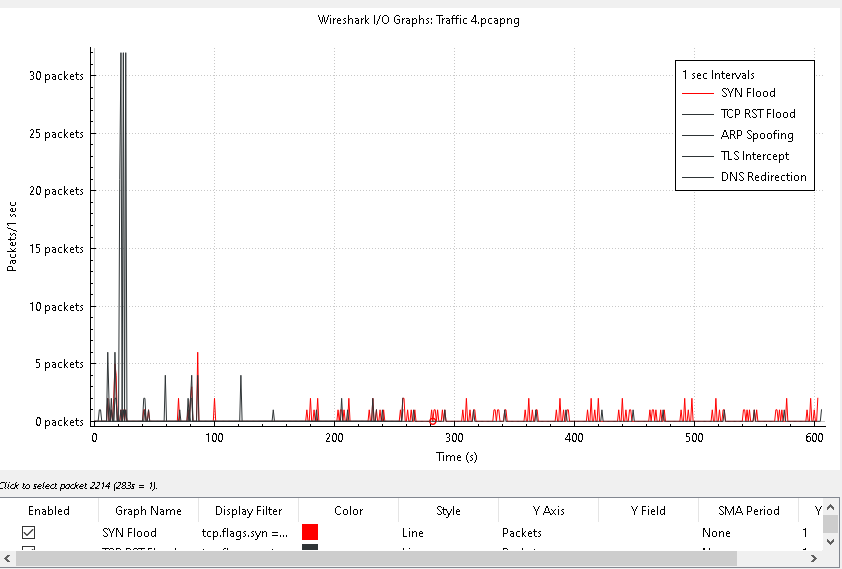 Wireshark I/O Graphs: Traffic 4.pcapng
30 packets
25 packets
20 packets
15 packets
10 packets
5 packets
0 packets
Packets/1 sec
1 sec Intervals
SYN Flood
TCP RST Flood
ARP Spoofing
TLS Intercept
DNS Redirection
0 100 200 300 400 500 600
Time (s)
Click to select packet 2214 (283s = 1).
Enabled Graph Name Display Filter Color Style Y Axis Y Field SMA Period Y
SYN Flood tcp.flags.syn =... Line Packets None 1